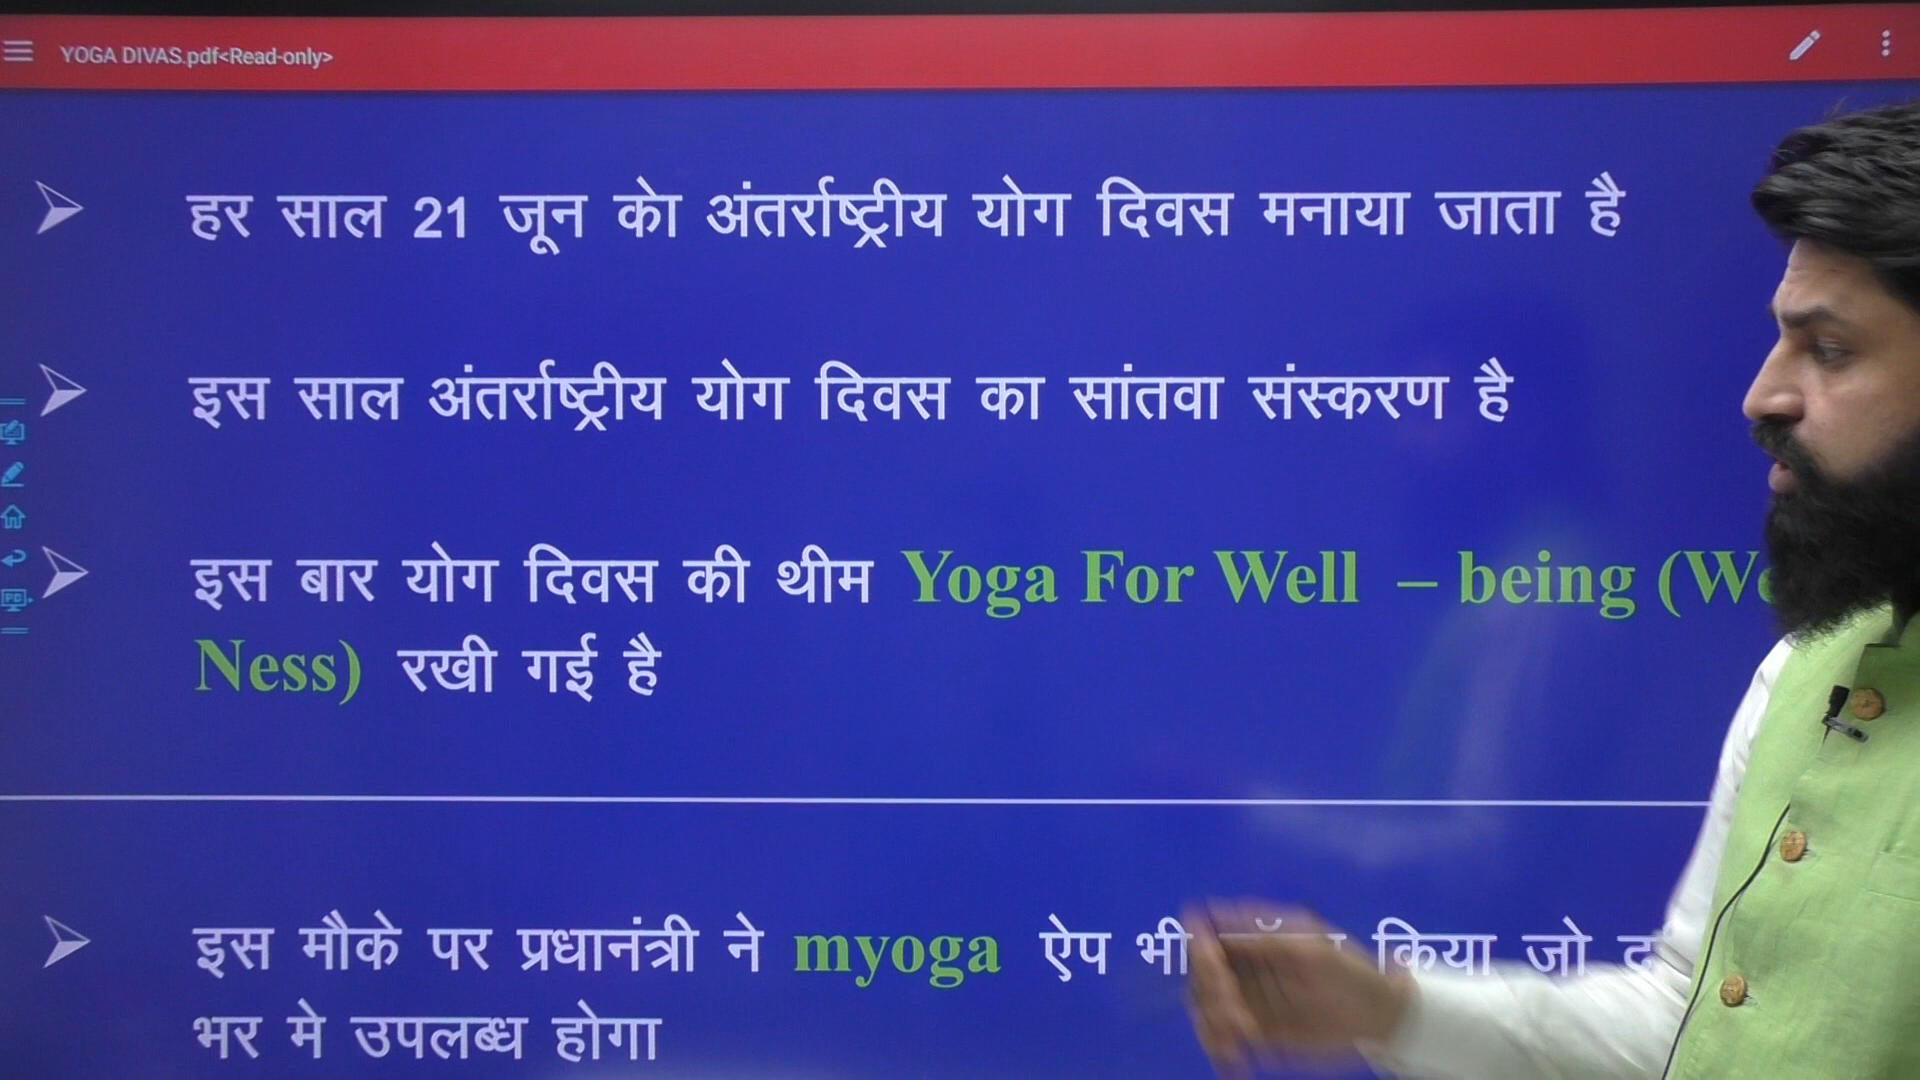 YOGA DIVAS.pdf<Read-only>
हर साल 21 जून को अंतर्राष्ट्रीय योग दिवस मनाया जाता है
इस साल अंतर्राष्ट्रीय योग दिवस का सांतवा संस्करण है
इस बार योग दिवस की थीम Yoga For Well – being
Ness) रखी गई है
इस मौके पर प्रधानंत्री ने myoga ऐप भी किया जो
भर मे उपलब्ध होगा